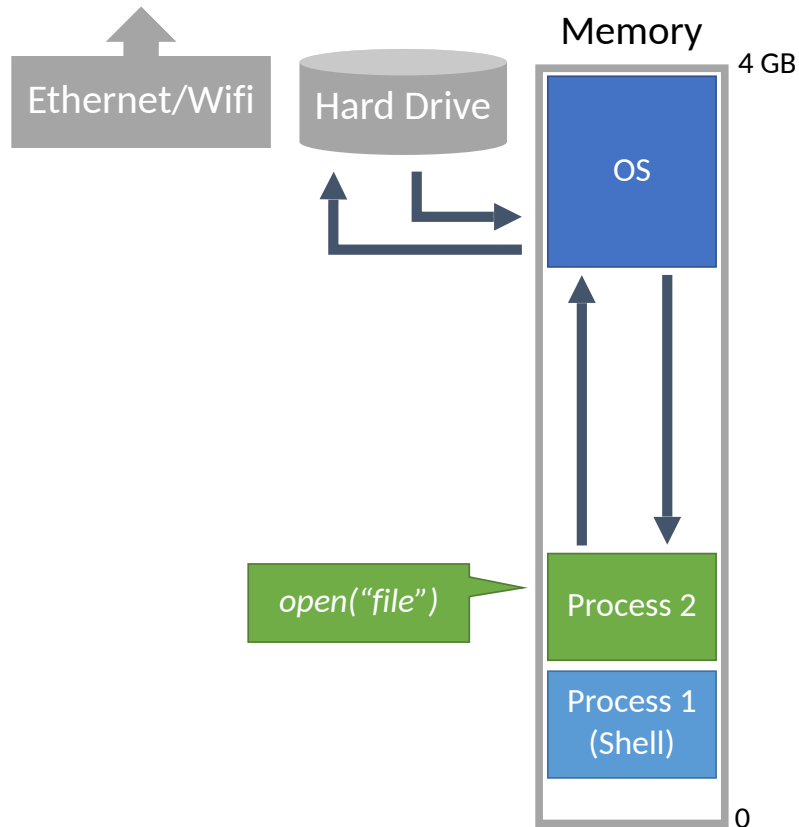 Memory
4 GB
Ethernet/Wifi
Hard Drive
OS
open(“file”)
Process 2
Process 1
(Shell)
0